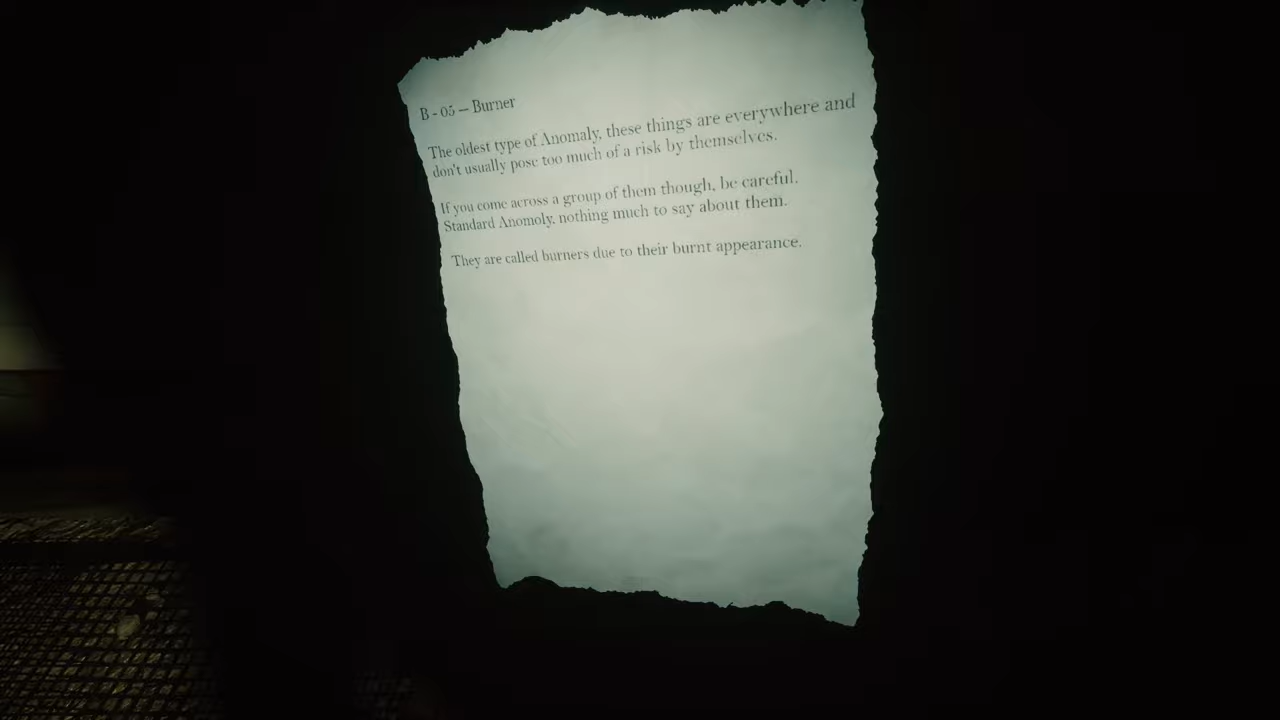 B - 05 – Burner
The oldest type of Anomaly, these things are everywhere and
don't usually pose too much of a risk by themselves.
If you come across a group of them though, be careful.
Standard Anomoly, nothing much to say about them.
They are called burners due to their burnt appearance.